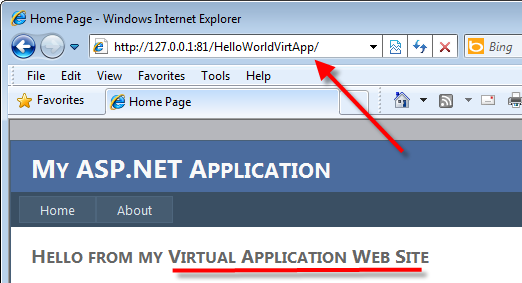 Home Page - Windows Internet Explorer
http://127.0.0.1:81/HelloWorldVirtApp/
Bing
File Edit View Favorites Tools Help
Favorites Home Page
My ASP.NET Application
Home About
Hello from my Virtual Application Web Site